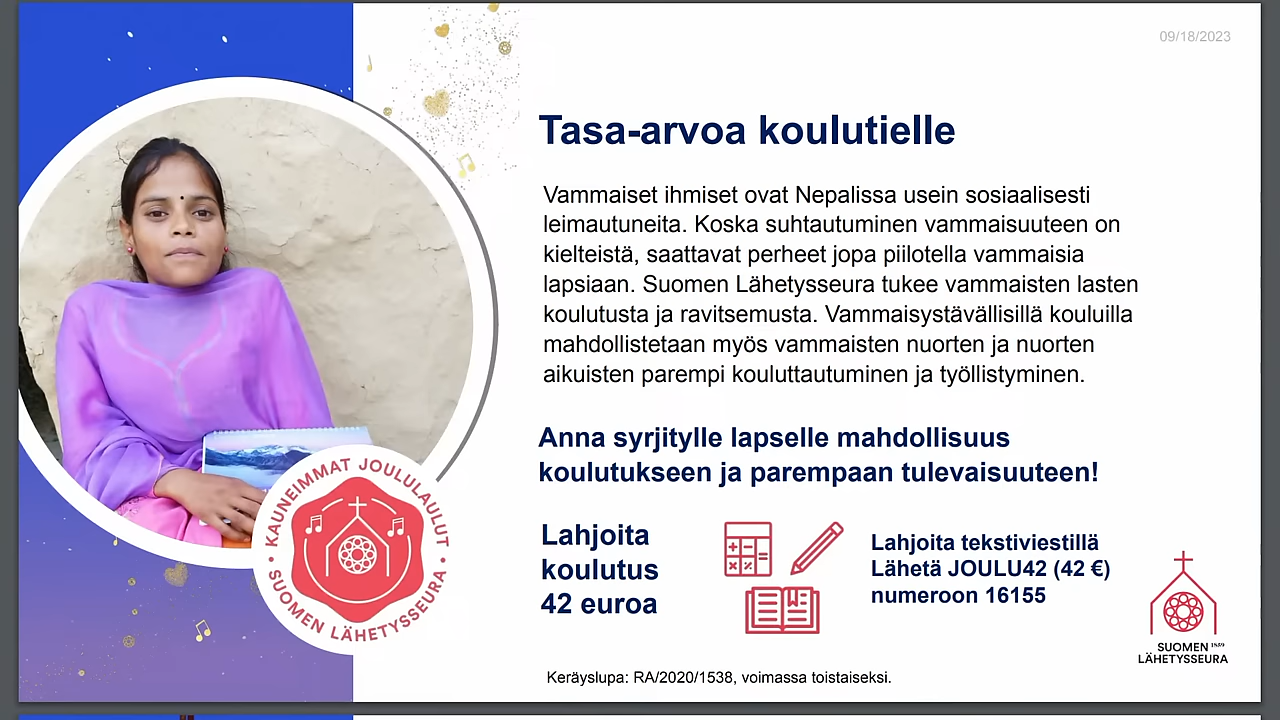 09/18/2023
Tasa-arvoa koulutielle
Vammaiset ihmiset ovat Nepalissa usein sosiaalisesti
leimautuneita. Koska suhtautuminen vammaisuuteen on
kielteistä, saattavat perheet jopa piilotella vammaisia
lapsiaan. Suomen Lähetysseura tukee vammaisten lasten
koulutusta ja ravitsemusta. Vammaisystävällisillä kouluilla
mahdollistetaan myös vammaisten nuorten ja nuorten
aikuisten parempi kouluttautuminen ja työllistyminen.
Anna syrjitylle lapselle mahdollisuus
koulutukseen ja parempaan tulevaisuuteen!
KAUNEIMMAT JOULULAULUT
SUOMEN LÄHETYSSEURA
Lahjoita
koulutus
42 euroa
Lahjoita tekstiviestillä
Lähetä JOULU42 (42 €)
numeroon 16155
SUOMEN 1859
LÄHETYSSEURA
Keräyslupa: RA/2020/1538, voimassa toistaiseksi.